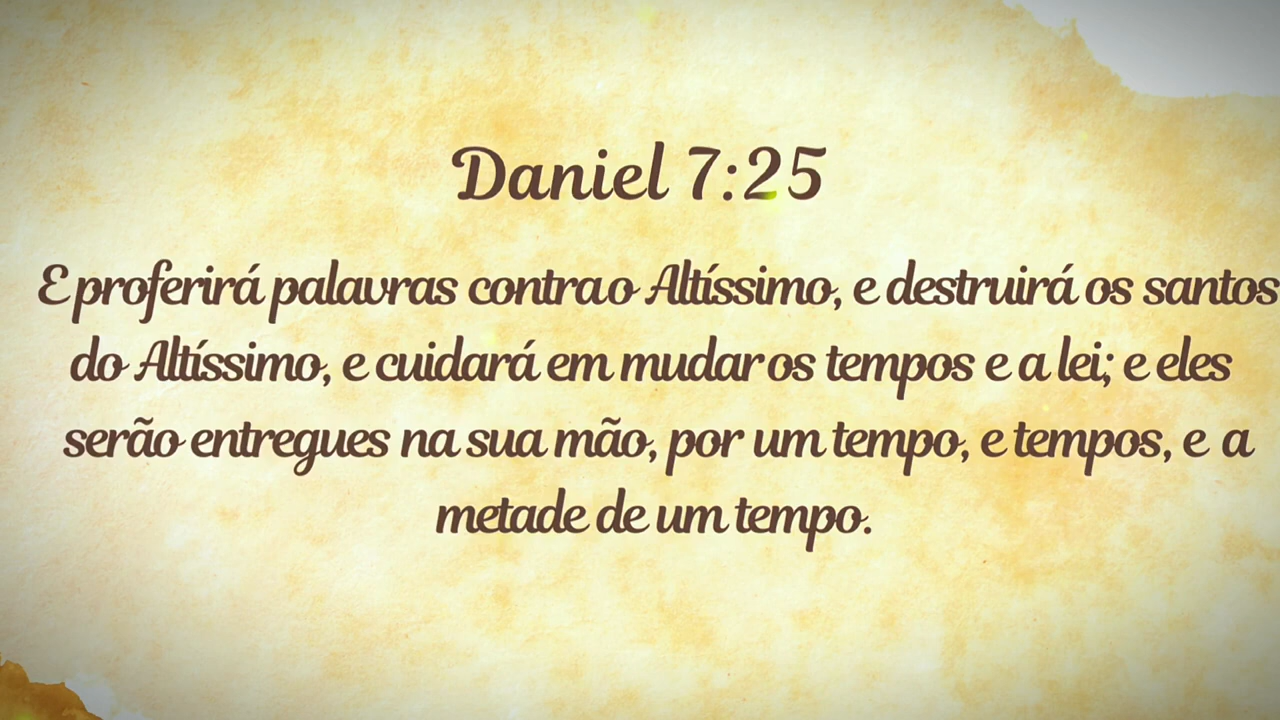 Daniel 7:25
E proferirá palavras contra o Altíssimo, e destruirá os santos
do Altíssimo, e cuidará em mudar os tempos e a lei; e eles
serão entregues na sua mão, por um tempo, e tempos, e a
metade de um tempo.